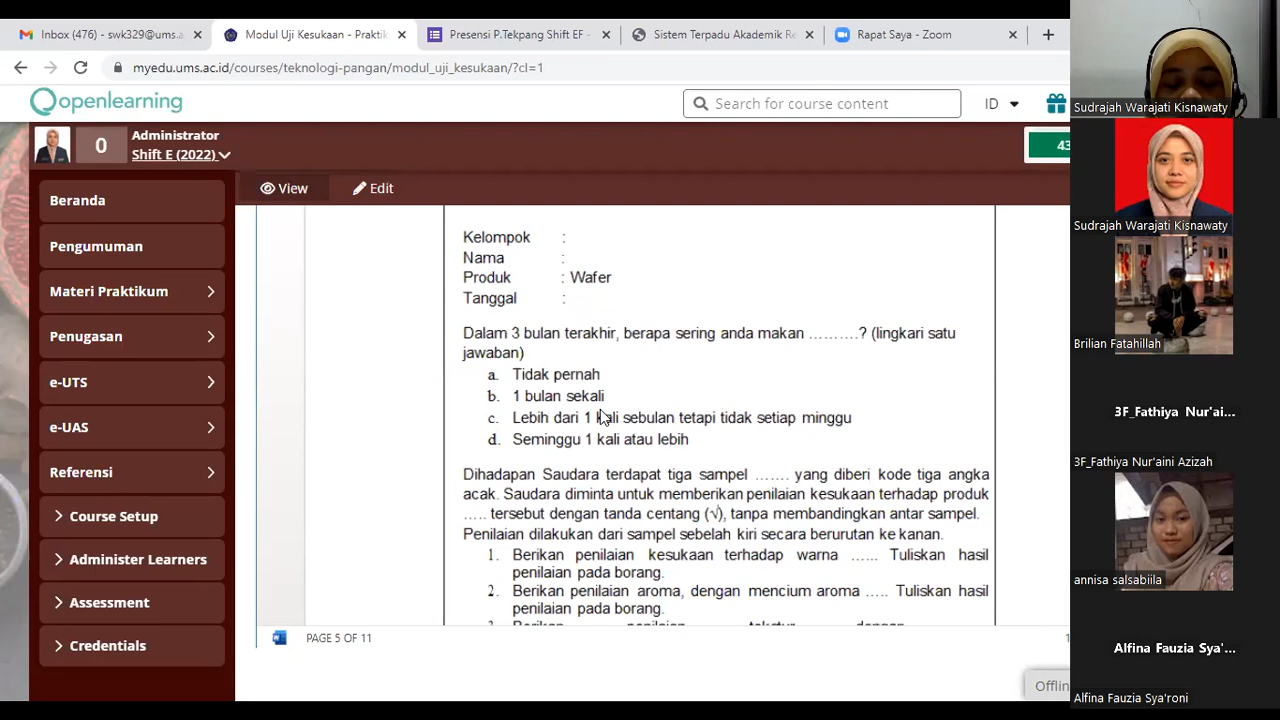 Inbox (476) - swk329@ums.a
Modul Uji Kesukaan - Praktik
Presensi P.Tekpang Shift EF -
Sistem Terpadu Akademik Re
Rapat Saya - Zoom
myedu.ums.ac.id/courses/teknologi-pangan/modul_uji_kesukaan/?cl=1
openlearning
Search for course content
ID
0
Administrator
Shift E (2022)
43
View
Edit
Beranda
Pengumuman
Materi Praktikum
Penugasan
e-UTS
e-UAS
Referensi
Course Setup
Administer Learners
Assessment
Credentials
Kelompok :
Nama :
Produk : Wafer
Tanggal :
Dalam 3 bulan terakhir, berapa sering anda makan ……….? (lingkari satu
jawaban)
a. Tidak pernah
b. 1 bulan sekali
c. Lebih dari 1 kali sebulan tetapi tidak setiap minggu
d. Seminggu 1 kali atau lebih
Dihadapan Saudara terdapat tiga sampel ……. yang diberi kode tiga angka
acak. Saudara diminta untuk memberikan penilaian kesukaan terhadap produk
….. tersebut dengan tanda centang (√), tanpa membandingkan antar sampel.
Penilaian dilakukan dari sampel sebelah kiri secara berurutan ke kanan.
1. Berikan penilaian kesukaan terhadap warna …... Tuliskan hasil
penilaian pada borang.
2. Berikan penilaian aroma, dengan mencium aroma ….. Tuliskan hasil
penilaian pada borang.
PAGE 5 OF 11
Offlin
Sudrajah Warajati Kisnawaty
Sudrajah Warajati Kisnawaty
Brilian Fatahillah
3F_Fathiya Nur'ai...
3F_Fathiya Nur'aini Azizah
annisa salsabiila
Alfina Fauzia Sya'...
Alfina Fauzia Sya'roni